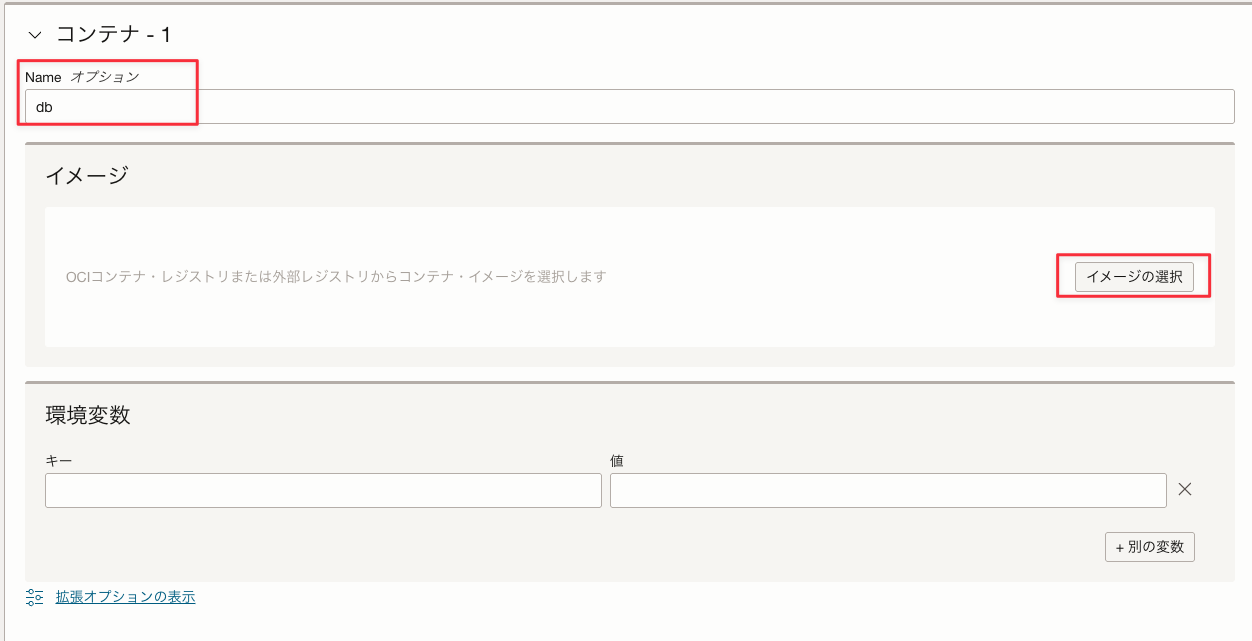 コンテナ - 1
Name オプション
db
イメージ
OCIコンテナ・レジストリまたは外部レジストリからコンテナ・イメージを選択します
イメージの選択
環境変数
キー
値
+ 別の変数
拡張オプションの表示